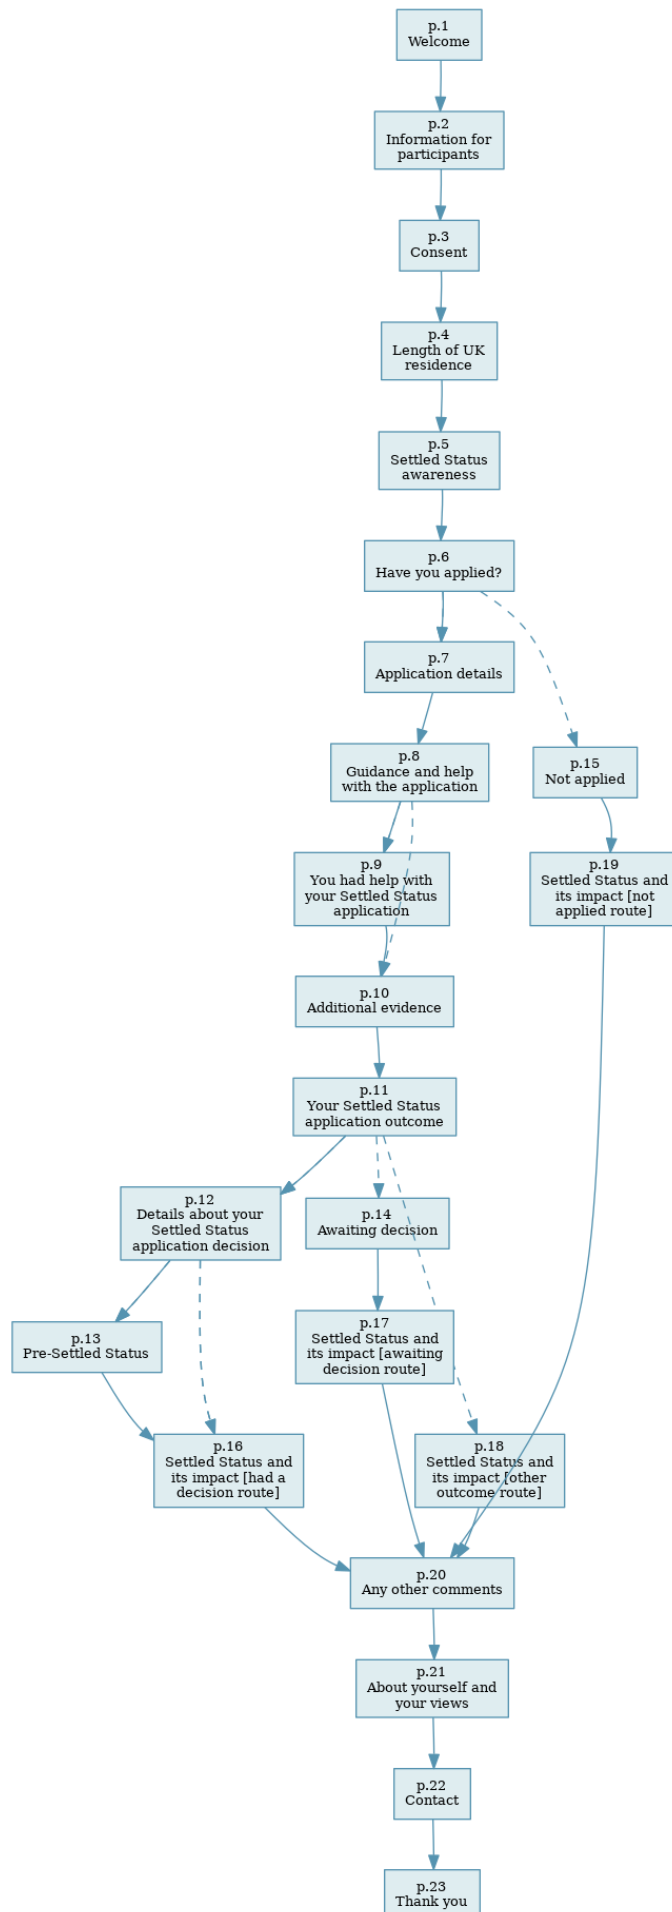 p.1
Welcome
p.2
Information for
participants
p.3
Consent
p.4
Length of UK
residence
p.5
Settled Status
awareness
p.6
Have you applied?
p.7
Application details
p.8
Guidance and help
with the application
p.15
Not applied
p.9
You had help with
your Settled Status
application
p.19
Settled Status and
its impact [not
applied route]
p.10
Additional evidence
p.11
Your Settled Status
application outcome
p.12
Details about your
Settled Status
application decision
p.14
Awaiting decision
p.13
Pre-Settled Status
p.17
Settled Status and
its impact [awaiting
decision route]
p.16
Settled Status and
its impact [had a
decision route]
p.18
Settled Status and
its impact [other
outcome route]
p.20
Any other comments
p.21
About yourself and
your views
p.22
Contact
p.23
Thank you